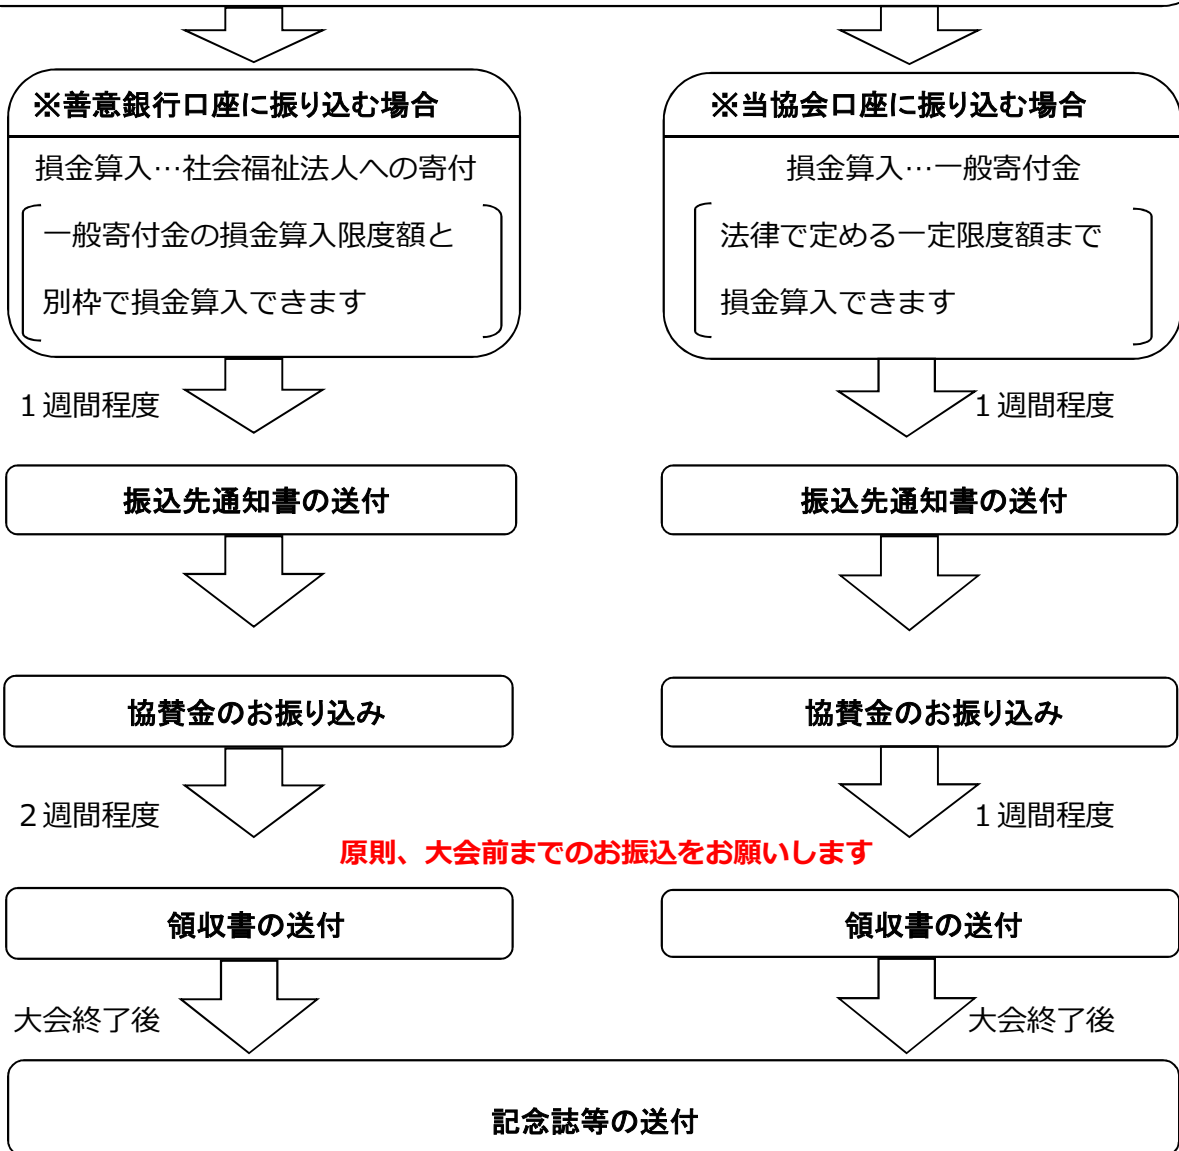 ※善意銀行口座に振り込む場合
損金算入…社会福祉法人への寄付
一般寄付金の損金算入限度額と
別枠で損金算入できます
1週間程度
振込先通知書の送付
協賛金のお振り込み
2週間程度
※当協会口座に振り込む場合
損金算入…一般寄付金
法律で定める一定限度額まで
損金算入できます
1週間程度
振込先通知書の送付
協賛金のお振り込み
1週間程度
原則、大会前までのお振込をお願いします
領収書の送付
大会終了後
領収書の送付
大会終了後
記念誌等の送付